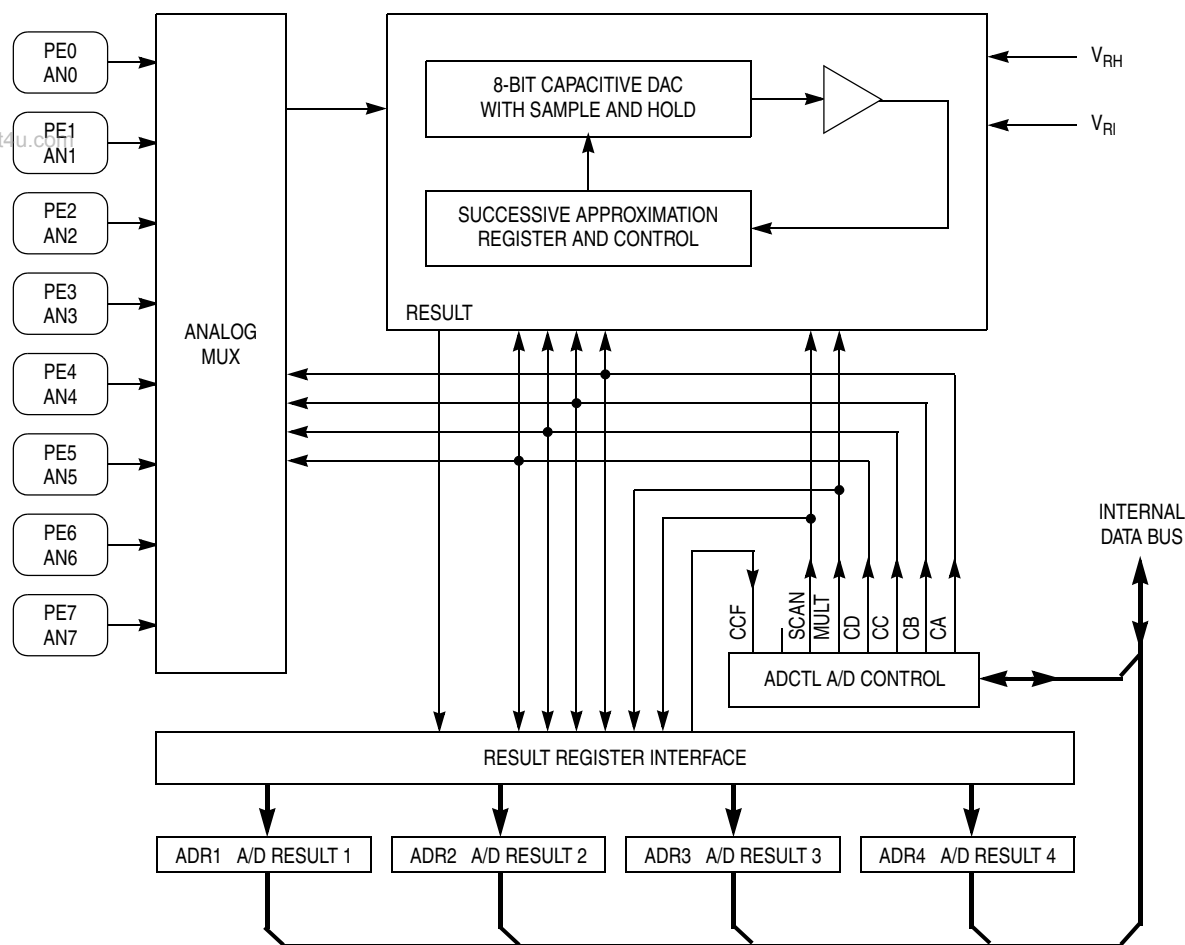 PE0
AN0
PE1
AN1
t4u.com
PE2
AN2
PE3
AN3
PE4
AN4
PE5
AN5
PE6
AN6
PE7
AN7
ANALOG
MUX
8-BIT CAPACITIVE DAC
WITH SAMPLE AND HOLD
SUCCESSIVE APPROXIMATION
REGISTER AND CONTROL
RESULT
VRH
VRl
INTERNAL
DATA BUS
CCF
SCAN
MULT
CD
CC
CB
CA
ADCTL A/D CONTROL
RESULT REGISTER INTERFACE
ADR1 A/D RESULT 1
ADR2 A/D RESULT 2
ADR3 A/D RESULT 3
ADR4 A/D RESULT 4